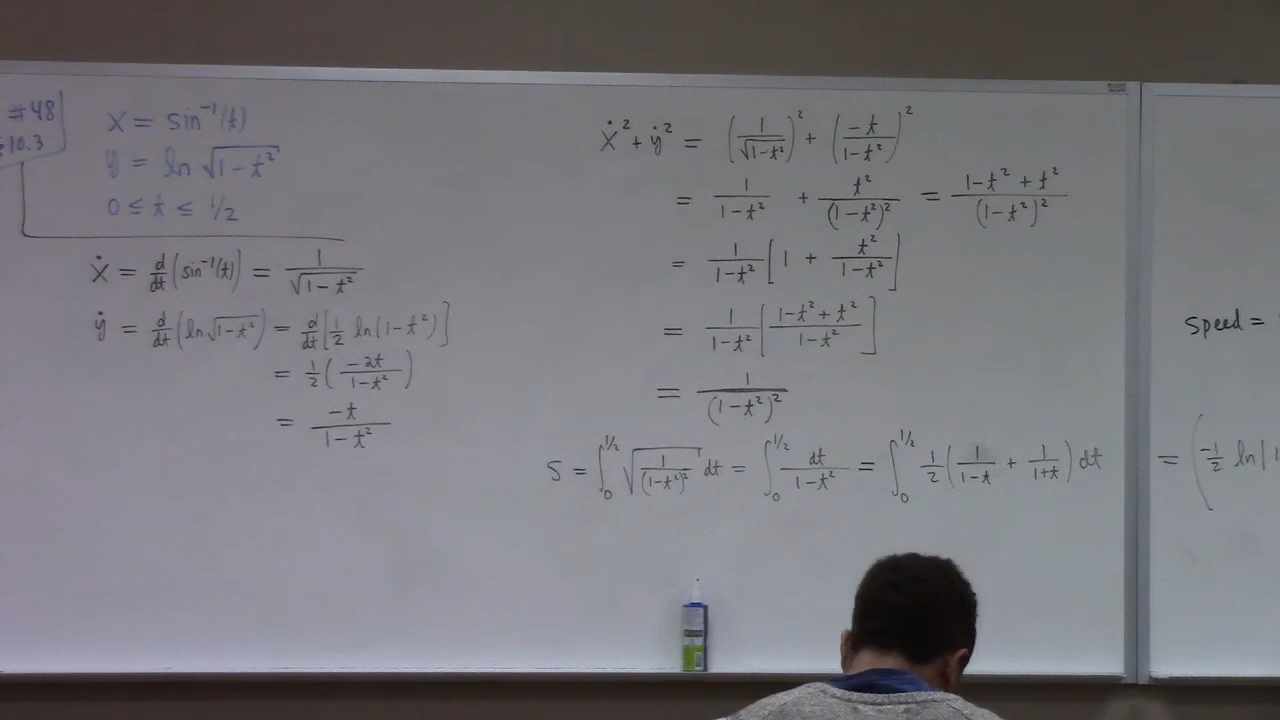 #48
§10.3
x = sin⁻¹(t)
y = ln √(1-t²)
0 ≤ t ≤ 1/2
ẋ = d/dt (sin⁻¹(t)) = 1/√(1-t²)
ẏ = d/dt (ln √(1-t²)) = d/dt [1/2 ln(1-t²)]
= 1/2 (-2t/(1-t²))
= -t/(1-t²)
ẋ² + ẏ² = (1/√(1-t²))² + (-t/(1-t²))²
= 1/(1-t²) + t²/(1-t²)² = (1-t²+t²)/(1-t²)²
= 1/(1-t²) [1 + t²/(1-t²)]
= 1/(1-t²) [(1-t²+t²)/(1-t²)]
= 1/(1-t²)²
S = ∫₀^1/2 √(1/(1-t²)²) dt = ∫₀^1/2 dt/(1-t²) = ∫₀^1/2 1/2 (1/(1-t) + 1/(1+t)) dt
speed =
= (-1/2 ln|1